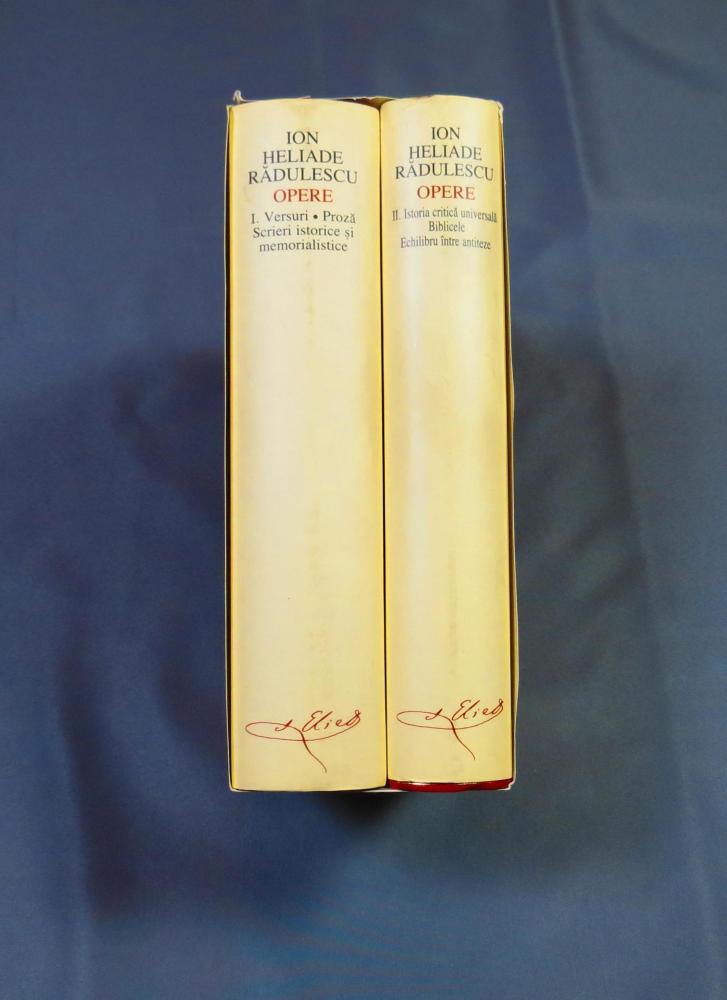 ION
HELIADE
RĂDULESCU
OPERE
I. Versuri • Proză
Scrieri istorice și
memorialistice
ION
HELIADE
RĂDULESCU
OPERE
II. Istoria critică universală
Biblicele
Echilibru între antiteze